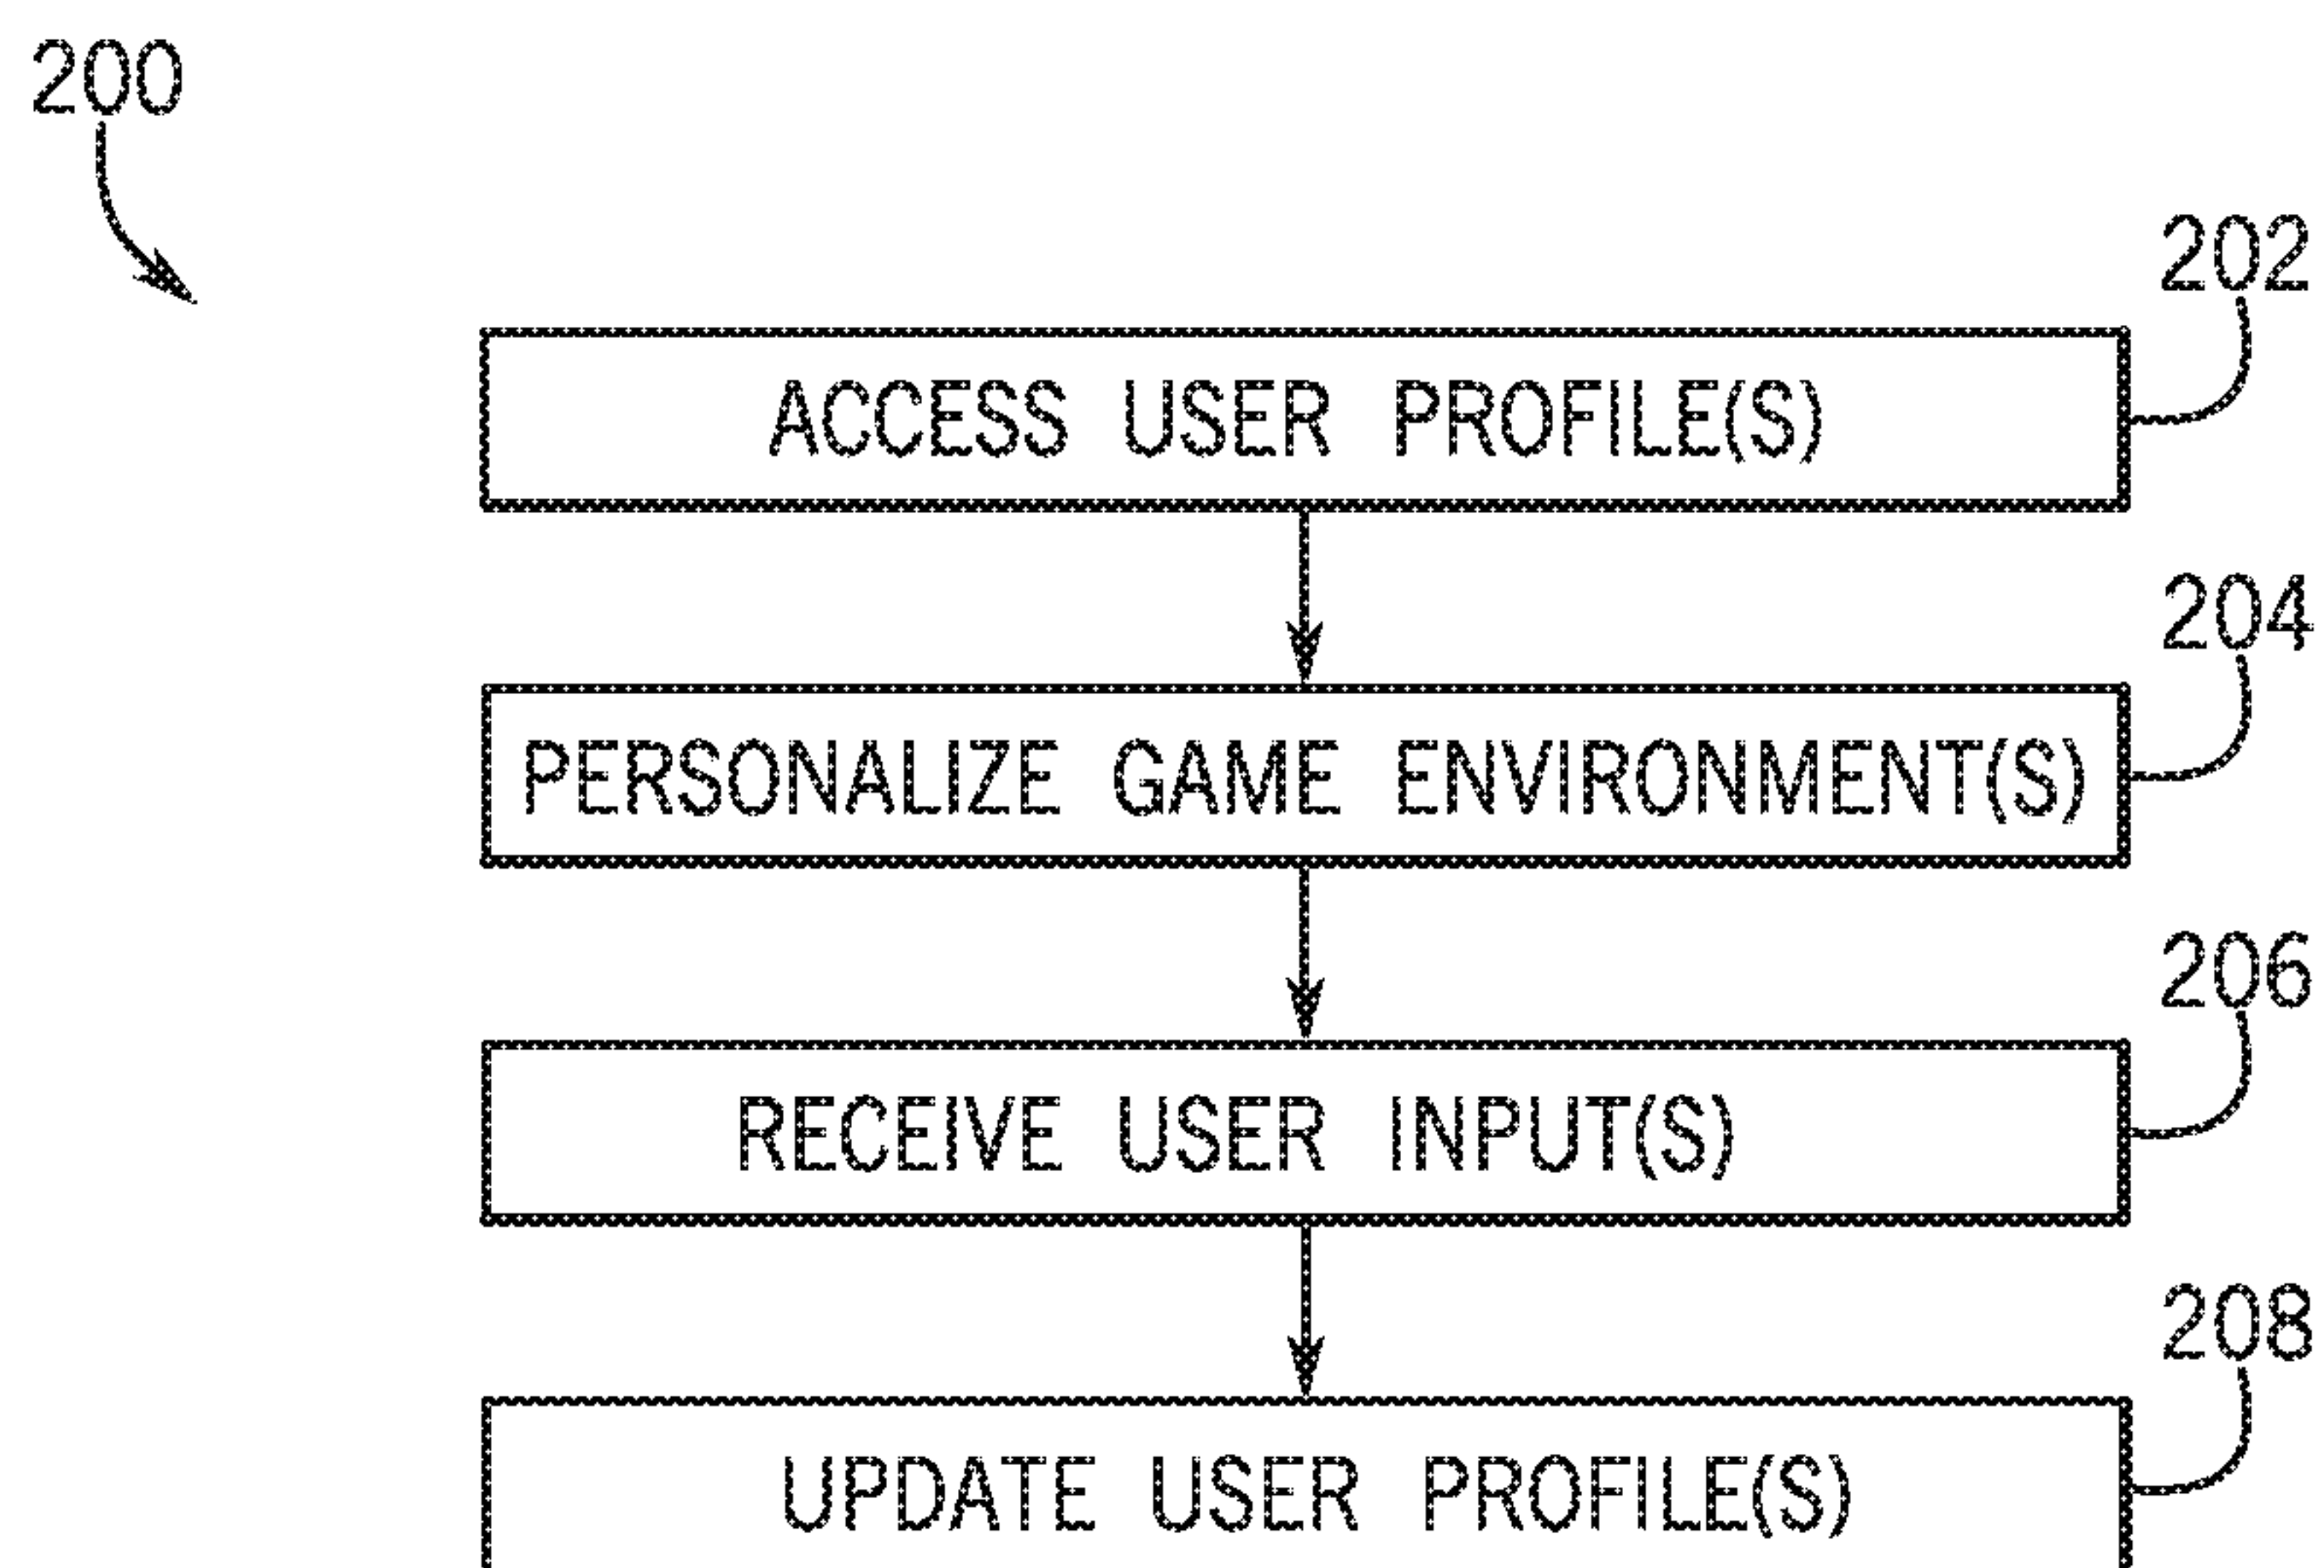 200
202
ACCESS USER PROFILE(S)
204
PERSONALIZE GAME ENVIRONMENT(S)
206
RECEIVE USER INPUT(S)
208
UPDATE USER PROFILE(S)